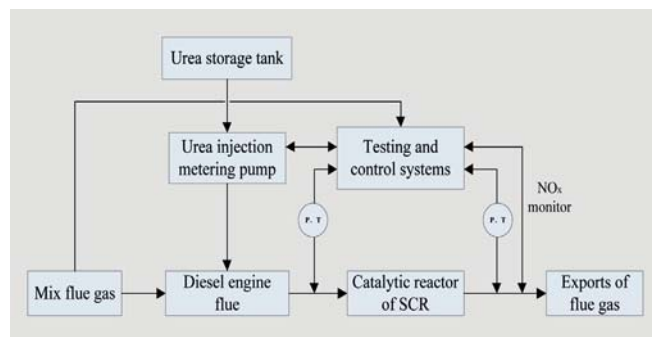 Urea storage tank
Urea injection
metering pump
Testing and
control systems
NOx
monitor
P. T
P. T
Mix flue gas
Diesel engine
flue
Catalytic reactor
of SCR
Exports of
flue gas